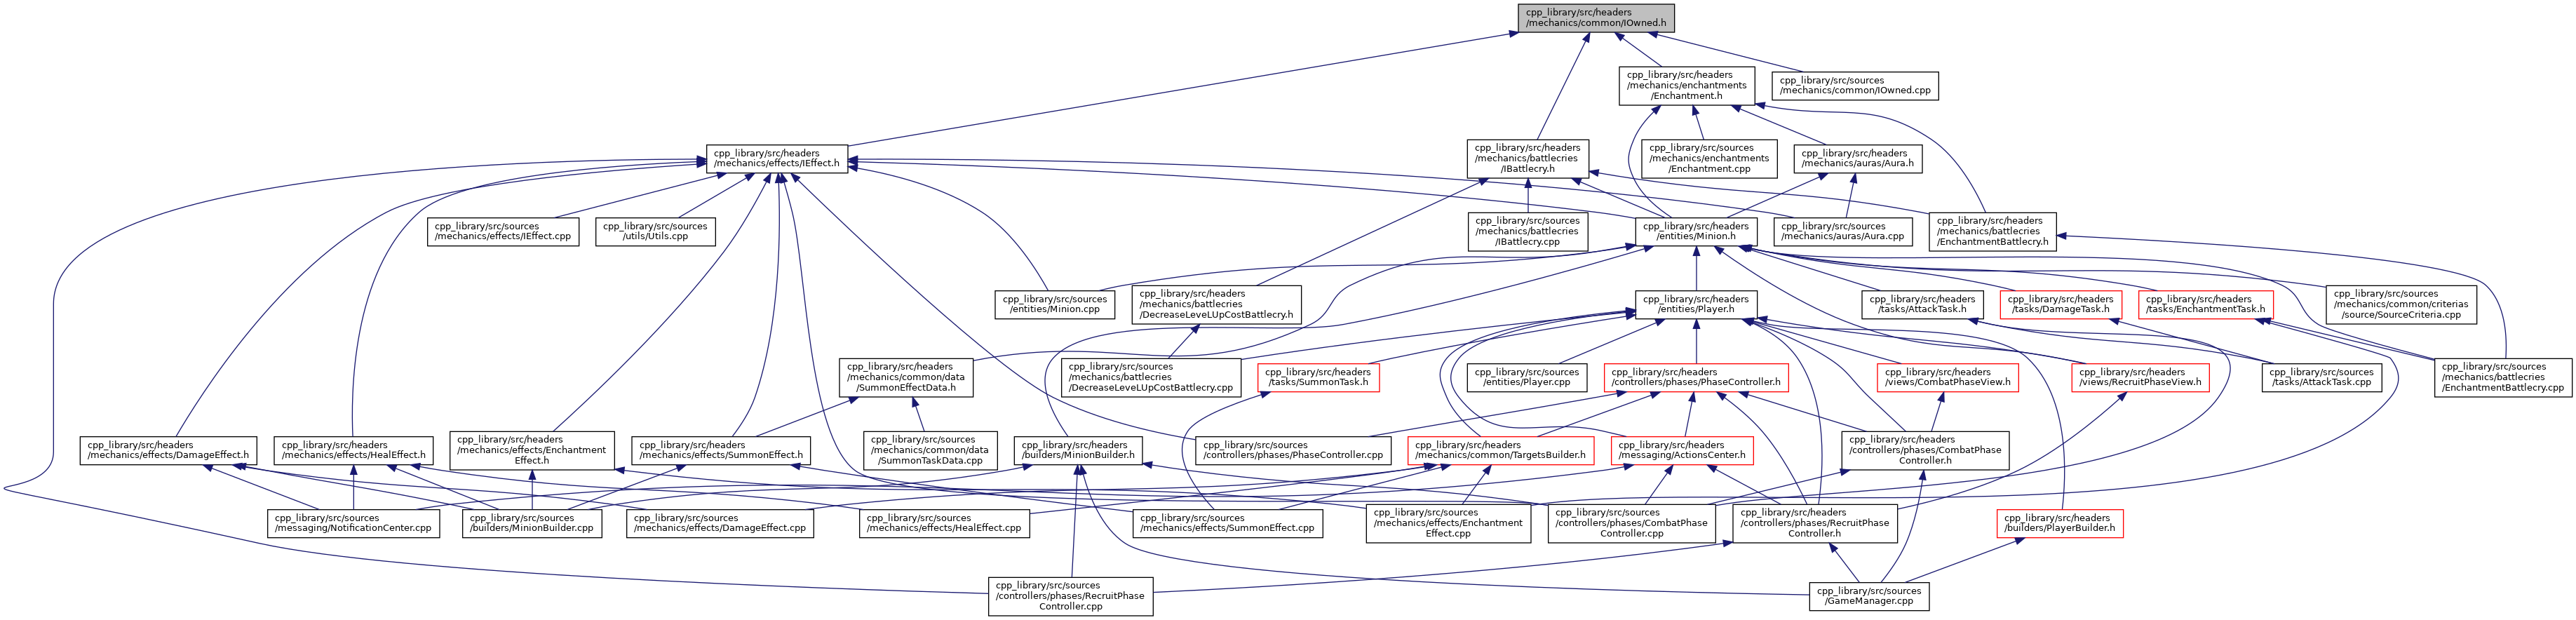 cpp_library/src/headers
/mechanics/common/IOwned.h
cpp_library/src/headers
/mechanics/enchantments
/Enchantment.h
cpp_library/src/sources
/mechanics/common/IOwned.cpp
cpp_library/src/headers
/mechanics/effects/IEffect.h
cpp_library/src/headers
/mechanics/battlecries
/IBattlecry.h
cpp_library/src/sources
/mechanics/enchantments
/Enchantment.cpp
cpp_library/src/headers
/mechanics/auras/Aura.h
cpp_library/src/sources
/mechanics/effects/IEffect.cpp
cpp_library/src/sources
/utils/Utils.cpp
cpp_library/src/sources
/mechanics/battlecries
/IBattlecry.cpp
cpp_library/src/headers
/entities/Minion.h
cpp_library/src/sources
/mechanics/auras/Aura.cpp
cpp_library/src/headers
/mechanics/battlecries
/EnchantmentBattlecry.h
cpp_library/src/sources
/entities/Minion.cpp
cpp_library/src/headers
/mechanics/battlecries
/DecreaseLeveLUpCostBattlecry.h
cpp_library/src/headers
/entities/Player.h
cpp_library/src/headers
/tasks/AttackTask.h
cpp_library/src/headers
/tasks/DamageTask.h
cpp_library/src/headers
/tasks/EnchantmentTask.h
cpp_library/src/sources
/mechanics/common/criterias
/source/SourceCriteria.cpp
cpp_library/src/headers
/mechanics/common/data
/SummonEffectData.h
cpp_library/src/sources
/mechanics/battlecries
/DecreaseLeveLUpCostBattlecry.cpp
cpp_library/src/headers
/tasks/SummonTask.h
cpp_library/src/sources
/entities/Player.cpp
cpp_library/src/headers
/controllers/phases/PhaseController.h
cpp_library/src/headers
/views/CombatPhaseView.h
cpp_library/src/headers
/views/RecruitPhaseView.h
cpp_library/src/sources
/tasks/AttackTask.cpp
cpp_library/src/sources
/mechanics/battlecries
/EnchantmentBattlecry.cpp
cpp_library/src/headers
/mechanics/effects/DamageEffect.h
cpp_library/src/headers
/mechanics/effects/HealEffect.h
cpp_library/src/headers
/mechanics/effects/Enchantment
Effect.h
cpp_library/src/headers
/mechanics/effects/SummonEffect.h
cpp_library/src/sources
/mechanics/common/data
/SummonTaskData.cpp
cpp_library/src/headers
/builders/MinionBuilder.h
cpp_library/src/sources
/controllers/phases/PhaseController.cpp
cpp_library/src/headers
/mechanics/common/TargetsBuilder.h
cpp_library/src/headers
/messaging/ActionsCenter.h
cpp_library/src/headers
/controllers/phases/CombatPhase
Controller.h
cpp_library/src/sources
/messaging/NotificationCenter.cpp
cpp_library/src/sources
/builders/MinionBuilder.cpp
cpp_library/src/sources
/mechanics/effects/DamageEffect.cpp
cpp_library/src/sources
/mechanics/effects/HealEffect.cpp
cpp_library/src/sources
/mechanics/effects/SummonEffect.cpp
cpp_library/src/sources
/mechanics/effects/Enchantment
Effect.cpp
cpp_library/src/sources
/controllers/phases/CombatPhase
Controller.cpp
cpp_library/src/headers
/controllers/phases/RecruitPhase
Controller.h
cpp_library/src/headers
/builders/PlayerBuilder.h
cpp_library/src/sources
/controllers/phases/RecruitPhase
Controller.cpp
cpp_library/src/sources
/GameManager.cpp